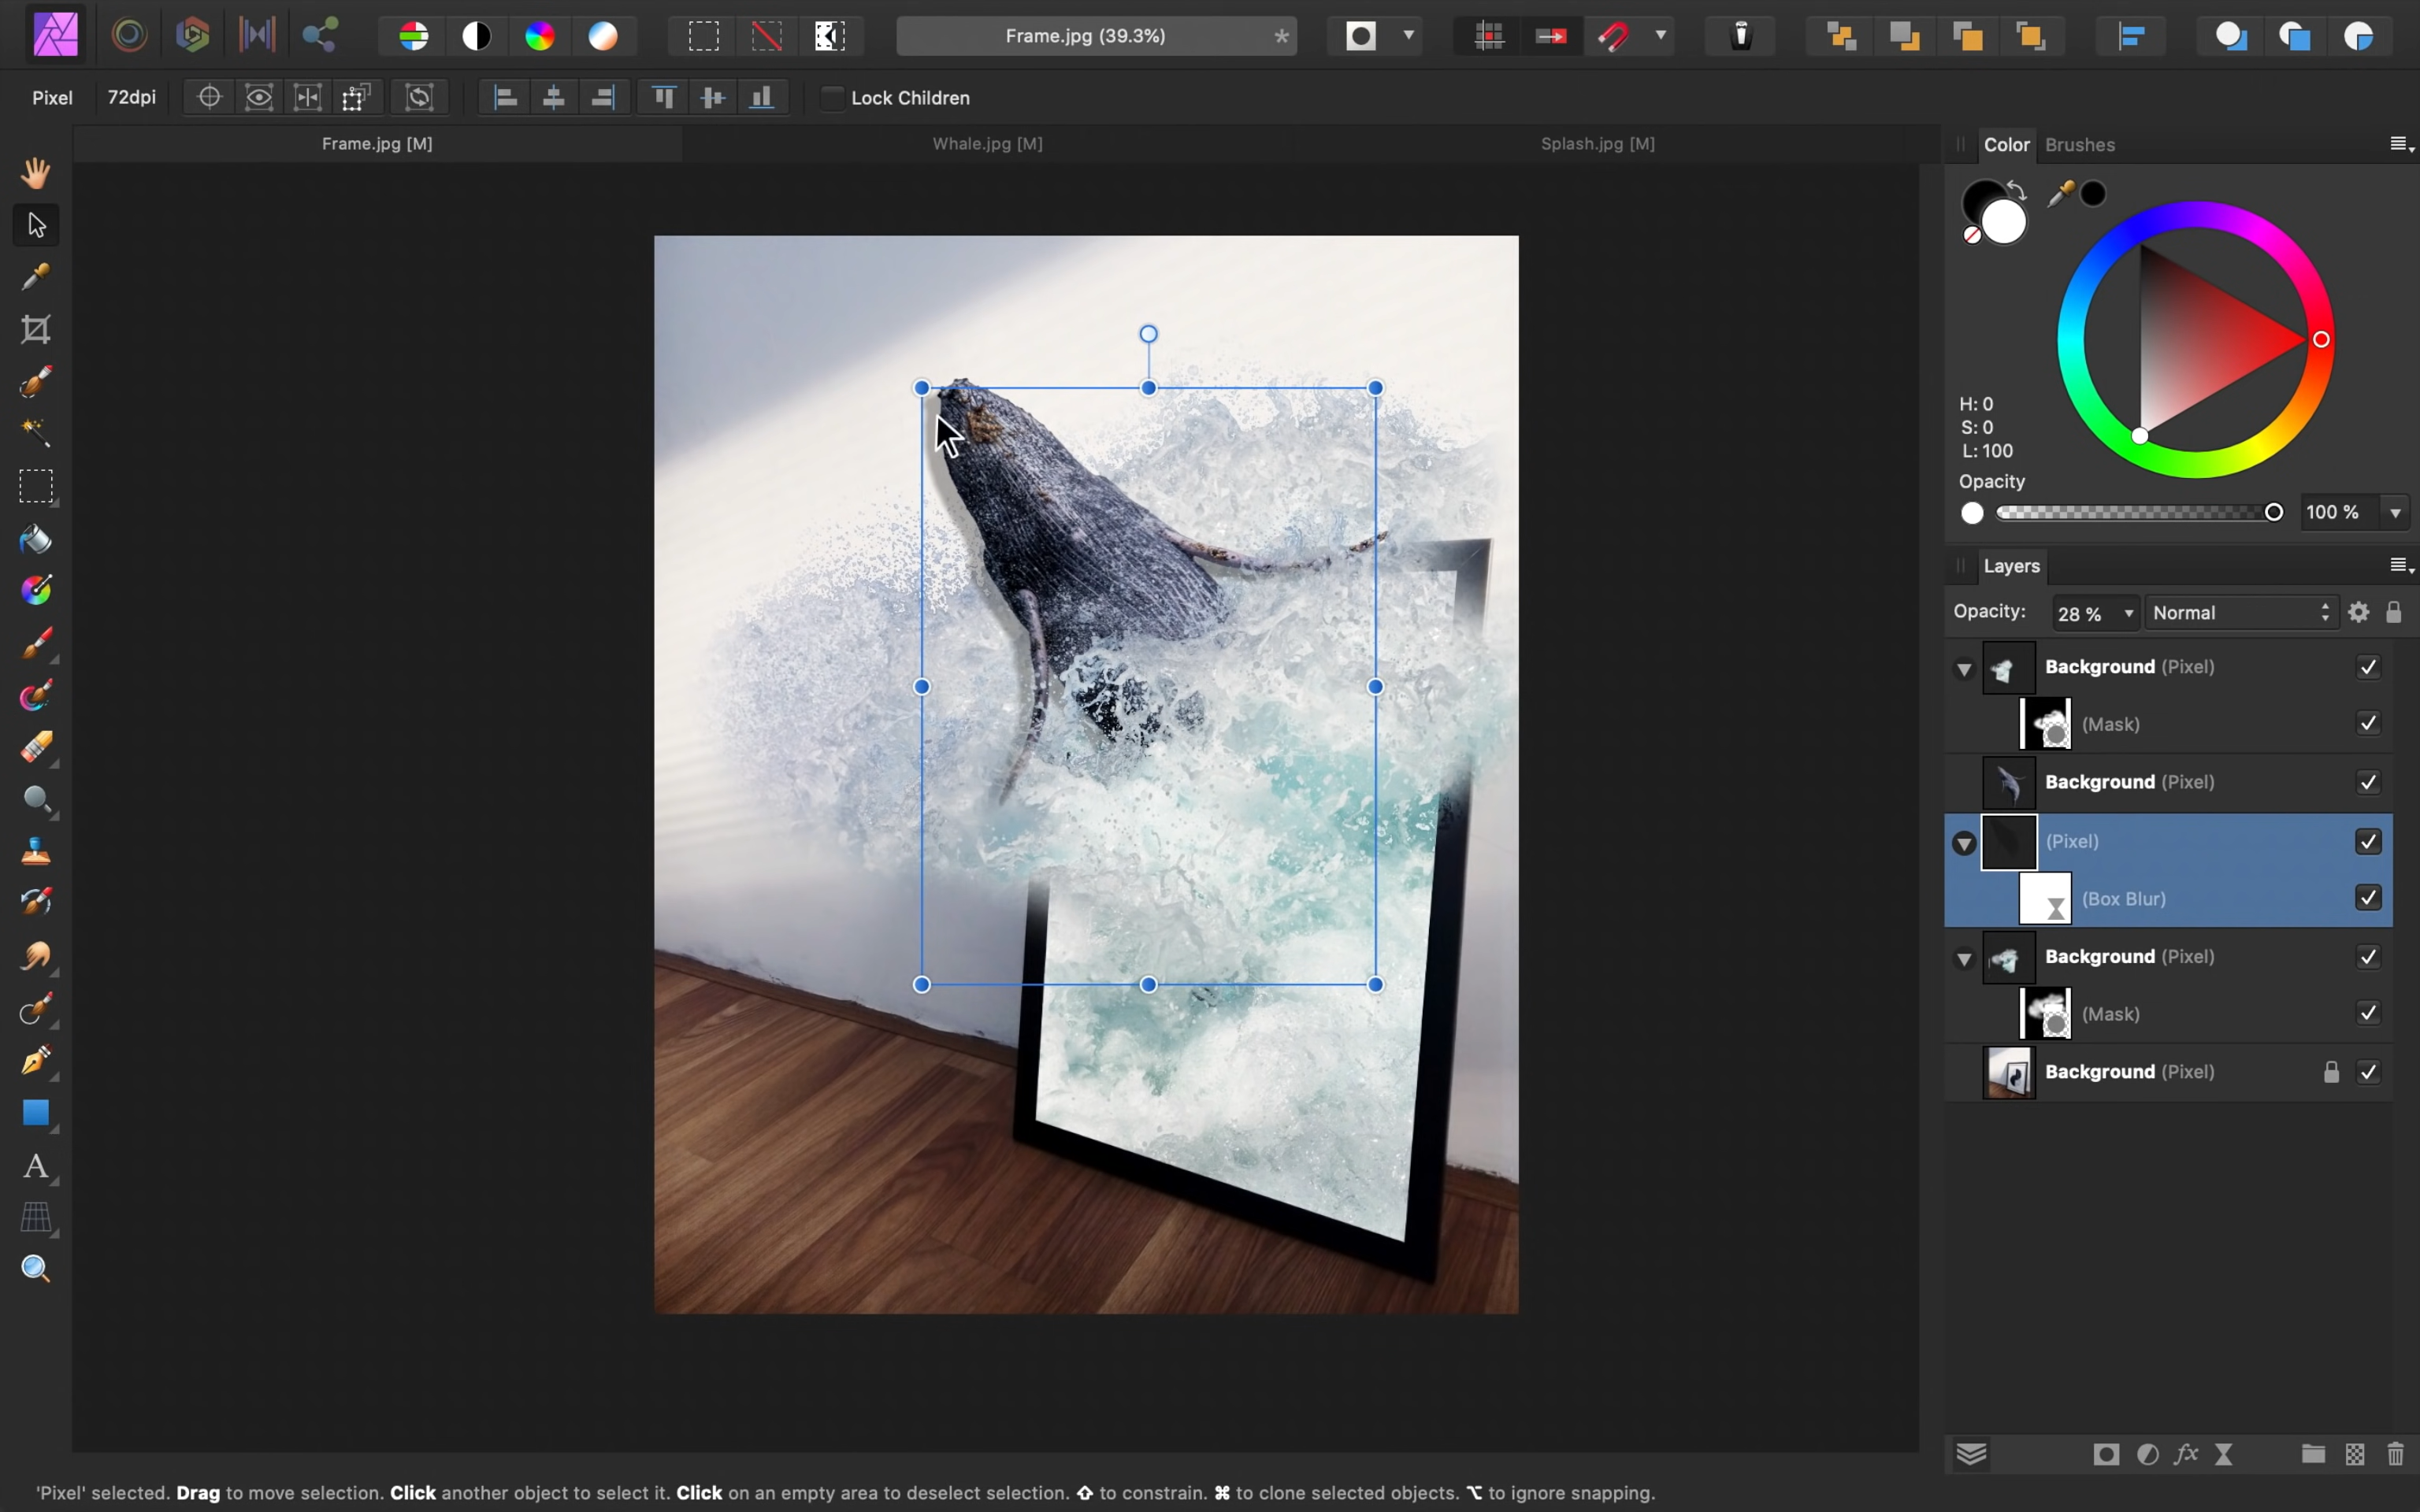 Frame.jpg (39.3%) *
Pixel 72dpi Lock Children
Frame.jpg [M] Whale.jpg [M] Splash.jpg [M]
Color Brushes
H: 0
S: 0
L: 100
Opacity
100 %
Layers
Opacity: 28 % Normal
Background (Pixel)
(Mask)
Background (Pixel)
(Pixel)
(Box Blur)
Background (Pixel)
(Mask)
Background (Pixel)
A
fx
'Pixel' selected. Drag to move selection. Click another object to select it. Click on an empty area to deselect selection. ⇧ to constrain. ⌘ to clone selected objects. ⌥ to ignore snapping.